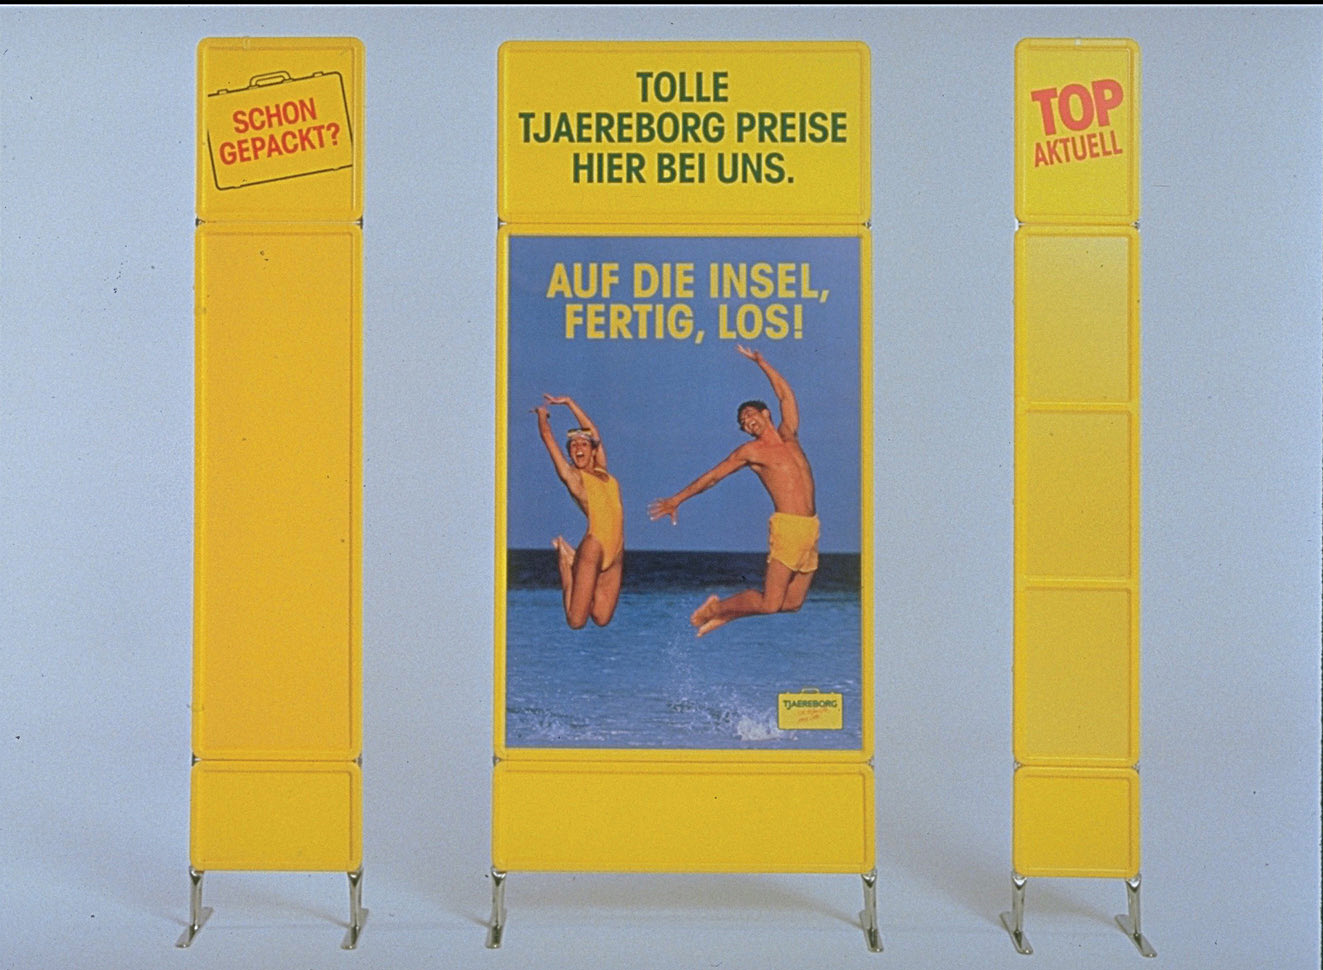 SCHON
GEPACKT?
TOLLE
TJAEREBORG PREISE
HIER BEI UNS.
AUF DIE INSEL,
FERTIG, LOS!
TJAEREBORG
TOP
AKTUELL